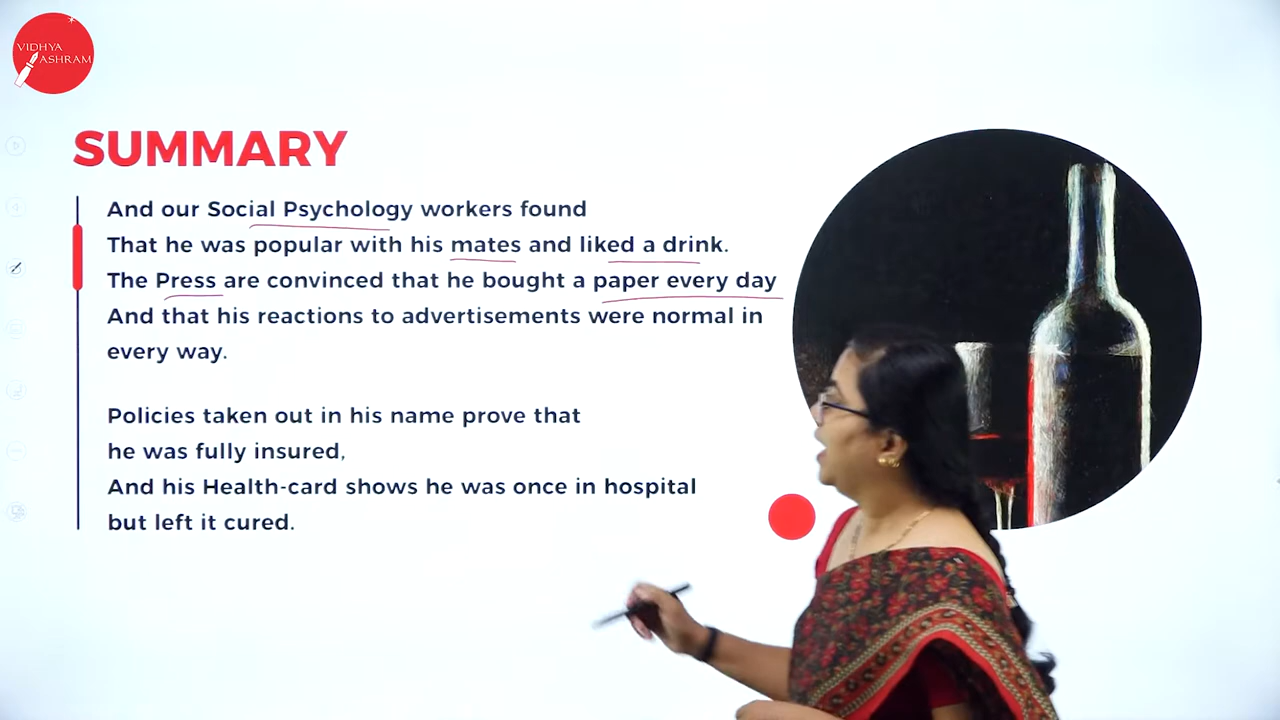 VIDHYA
ASHRAM
SUMMARY
And our Social Psychology workers found
That he was popular with his mates and liked a drink.
The Press are convinced that he bought a paper every day
And that his reactions to advertisements were normal in
every way.
Policies taken out in his name prove that
he was fully insured,
And his Health-card shows he was once in hospital
but left it cured.